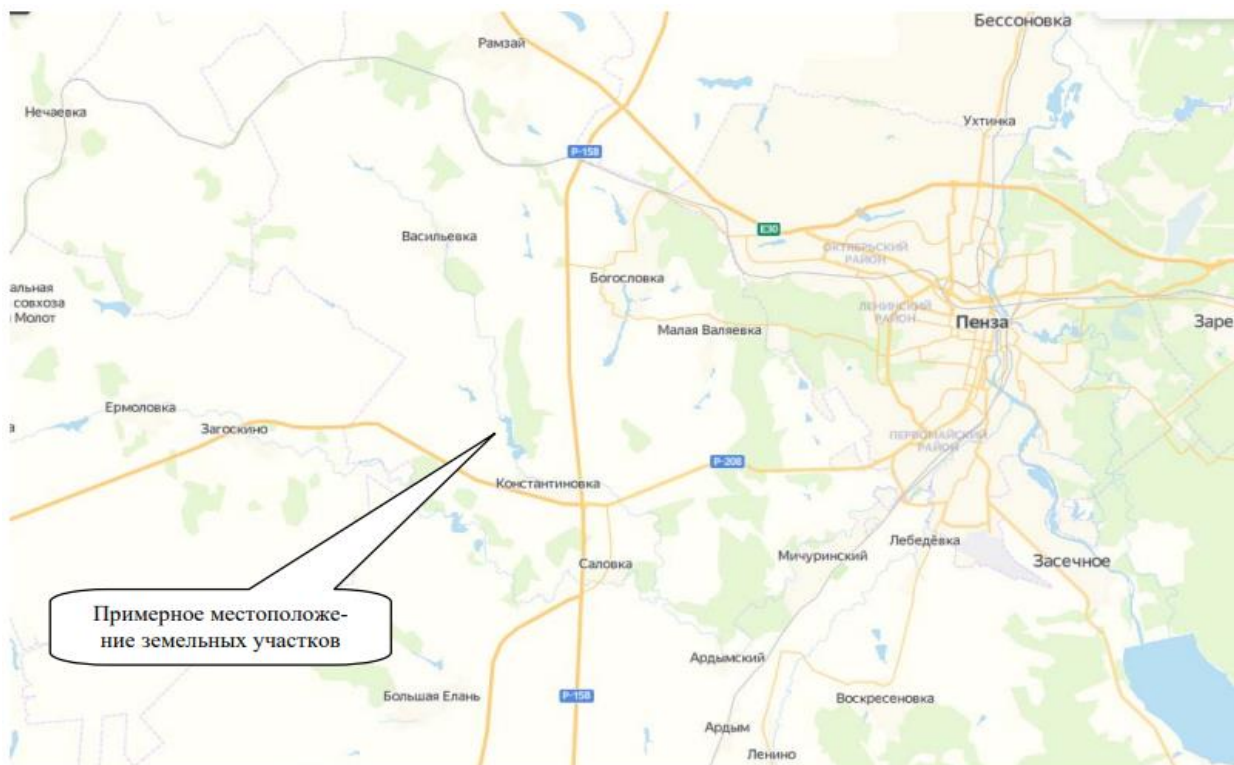 Бессоновка
Рамзай
Нечаевка
Ухтинка
Р-158
Е30
Васильевка
ОКТЯБРЬСКИЙ
РАЙОН
Богословка
альная
совхоза
Молот
ЛЕНИНСКИЙ
РАЙОН
Пенза
Заре
Малая Валяевка
Ермоловка
Загоскино
а
ПЕРВОМАЙСКИЙ
РАЙОН
Р-208
Константиновка
Лебедёвка
Мичуринский
Засечное
Саловка
Примерное местоположе-
ние земельных участков
Ардымский
Большая Елань
Р-158
Воскресеновка
Ардым
Ленино